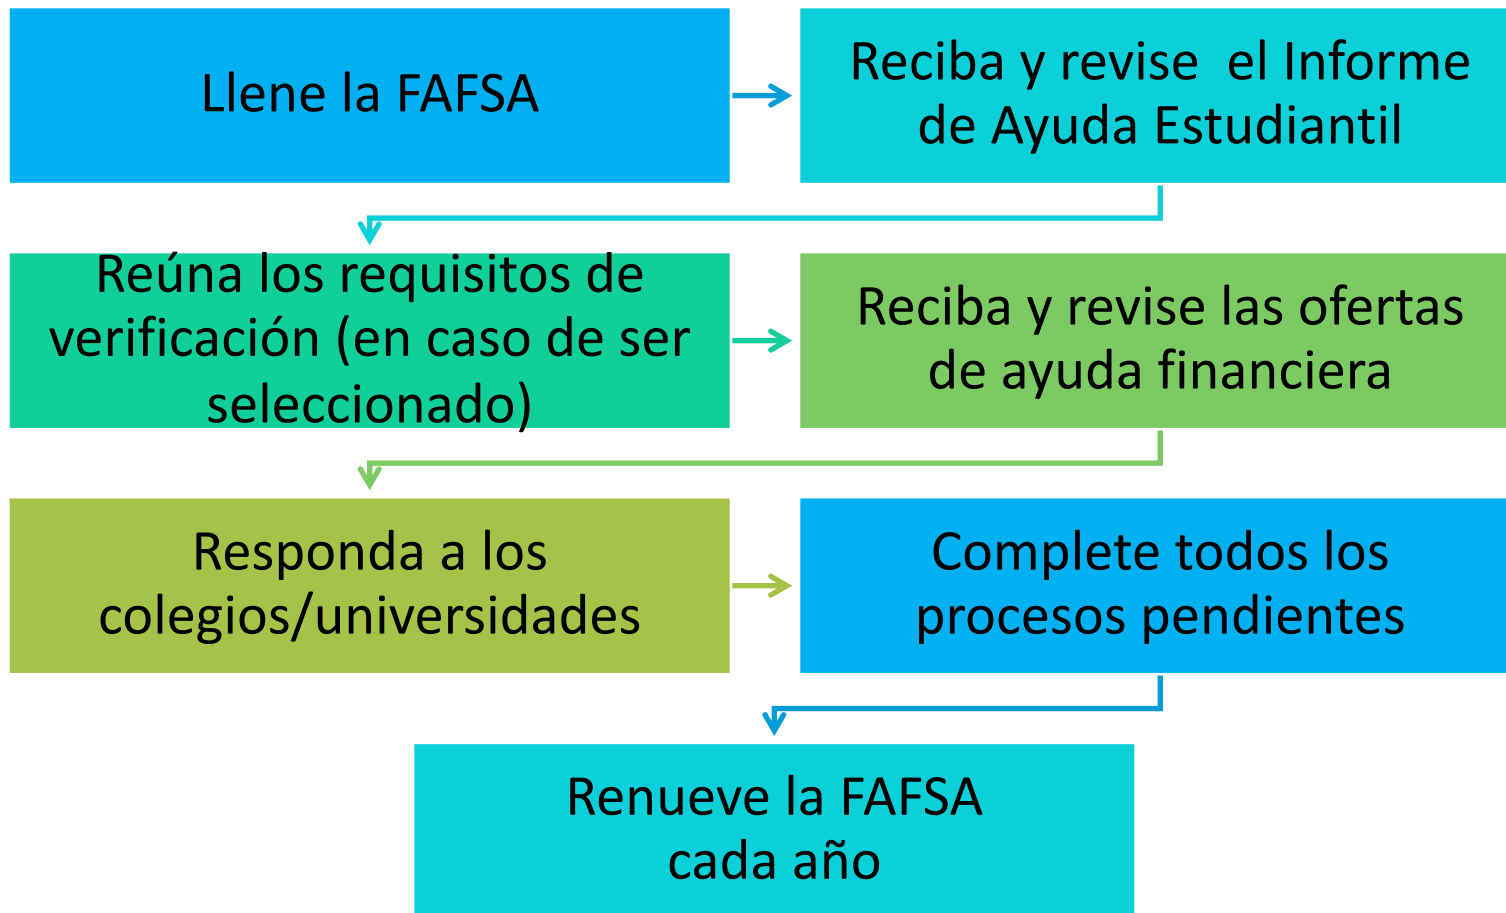 Llene la FAFSA
Reciba y revise  el Informe
de Ayuda Estudiantil
Reúna los requisitos de
verificación (en caso de ser
seleccionado)
Reciba y revise las ofertas
de ayuda financiera
Responda a los
colegios/universidades
Complete todos los
procesos pendientes
Renueve la FAFSA
cada año